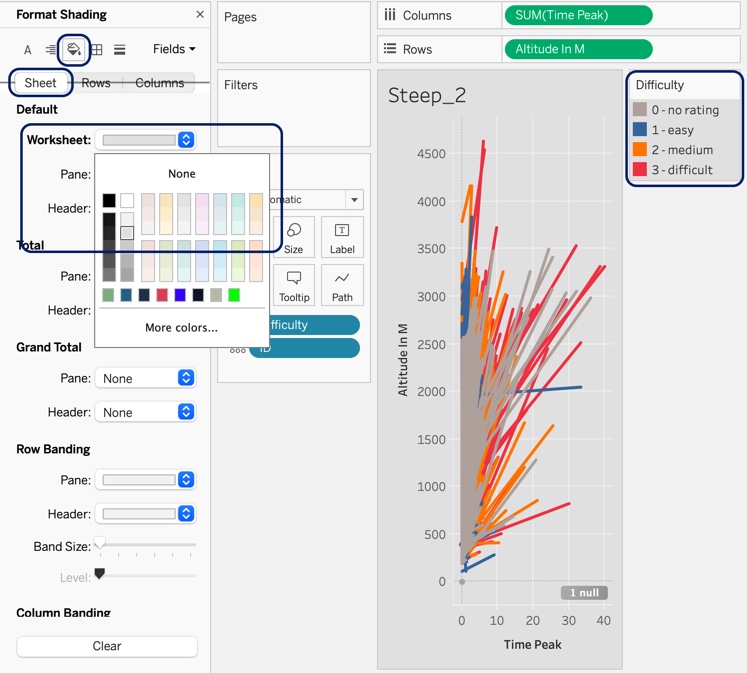 Format Shading
A
Fields
Sheet
Rows
Columns
Default
Worksheet:
Pane:
Header:
None
Total
Pane:
Header:
More colors...
Grand Total
Pane: None
Header: None
Row Banding
Pane:
Header:
Band Size:
Level:
Column Banding
Clear
Pages
Filters
omatic
Size
T
Label
Tooltip
Path
fficulty
ID
Columns
SUM(Time Peak)
Rows
Altitude In M
Steep_2
Altitude In M
4500
4000
3500
3000
2500
2000
1500
1000
500
0
1 null
0 10 20 30 40
Time Peak
Difficulty
0 - no rating
1 - easy
2 - medium
3 - difficult